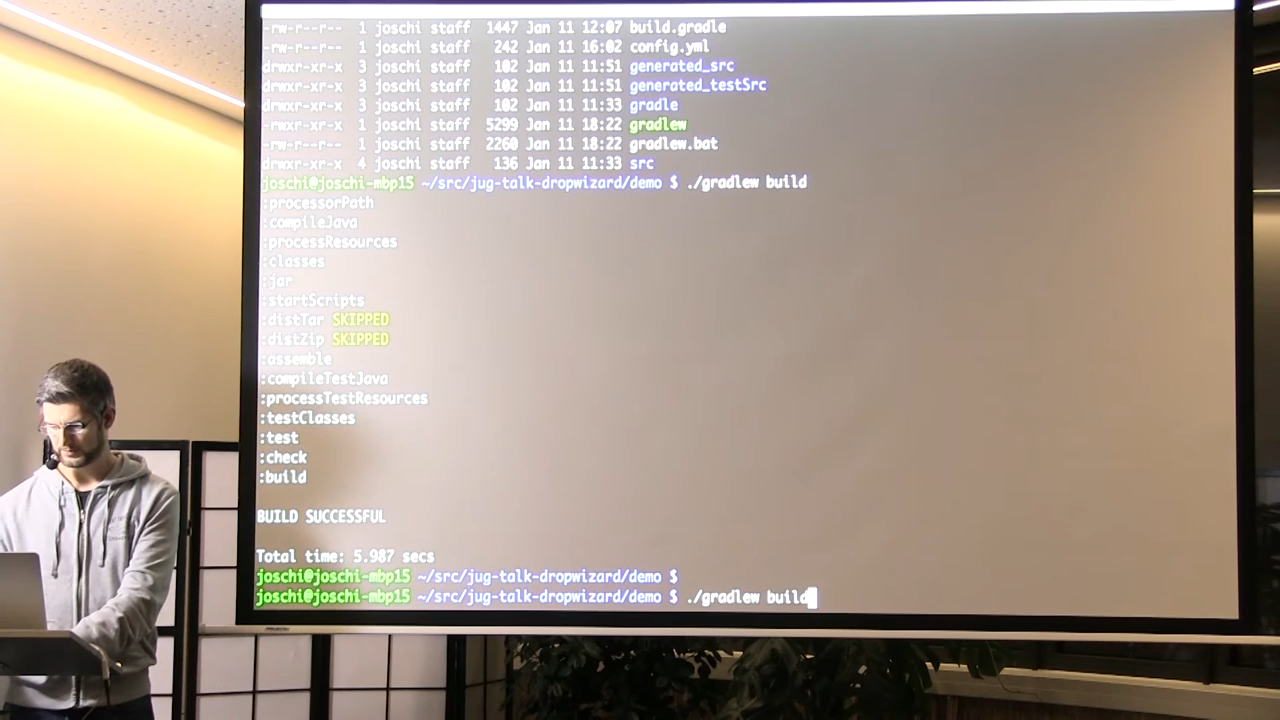 -rw-r--r-- 1 joschi staff 1447 Jan 11 12:07 build.gradle
-rw-r--r-- 1 joschi staff 242 Jan 11 16:02 config.yml
drwxr-xr-x 3 joschi staff 102 Jan 11 11:51 generated_src
drwxr-xr-x 3 joschi staff 102 Jan 11 11:51 generated_testSrc
drwxr-xr-x 3 joschi staff 102 Jan 11 11:33 gradle
-rwxr-xr-x 1 joschi staff 5299 Jan 11 18:22 gradlew
-rw-r--r-- 1 joschi staff 2260 Jan 11 18:22 gradlew.bat
drwxr-xr-x 4 joschi staff 136 Jan 11 11:33 src
joschi@joschi-mbp15 ~/src/jug-talk-dropwizard/demo $ ./gradlew build
:processorPath
:compileJava
:processResources
:classes
:jar
:startScripts
:distTar SKIPPED
:distZip SKIPPED
:assemble
:compileTestJava
:processTestResources
:testClasses
:test
:check
:build
BUILD SUCCESSFUL
Total time: 5.987 secs
joschi@joschi-mbp15 ~/src/jug-talk-dropwizard/demo $
joschi@joschi-mbp15 ~/src/jug-talk-dropwizard/demo $ ./gradlew build